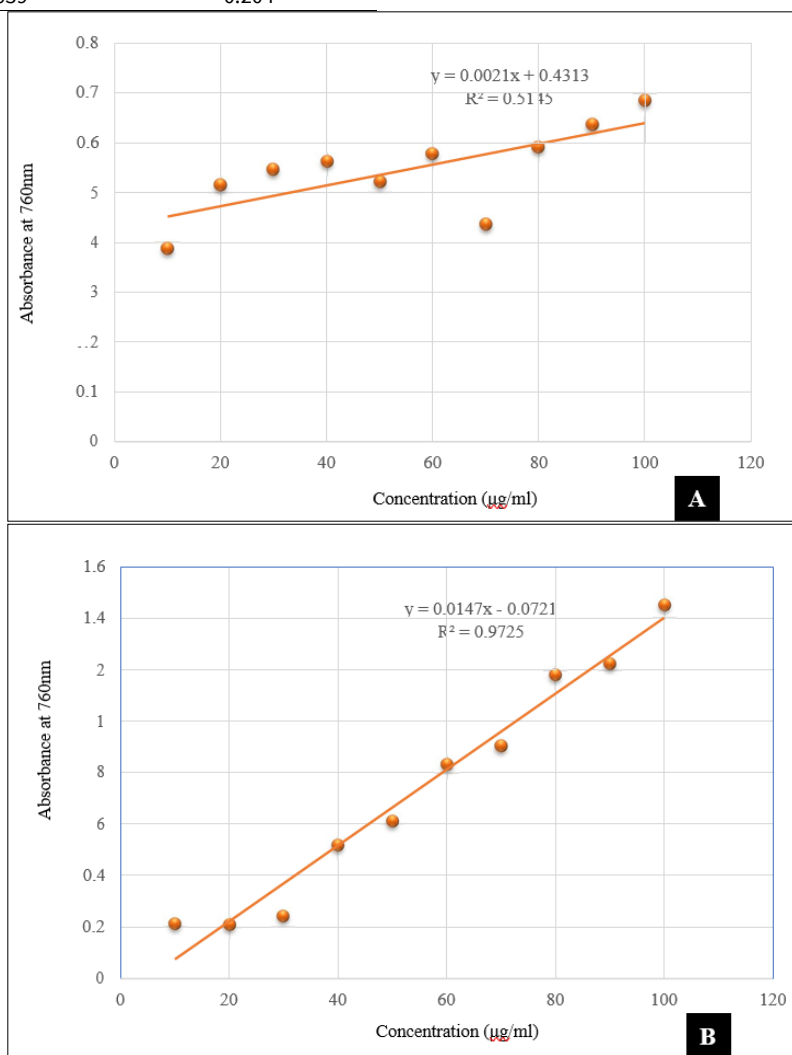 0.8
y = 0.0021x + 0.4313
0.7
R² = 0.5145
0.6
5
4
3
2
0.1
0
0 20 40 60 80 100 120
Absorbance at 760nm
Concentration (µg/ml)
A
1.6
y = 0.0147x - 0.0721
1.4
R² = 0.9725
2
1
8
6
0.4
0.2
0
0 20 40 60 80 100 120
Absorbance at 760nm
Concentration (µg/ml)
B